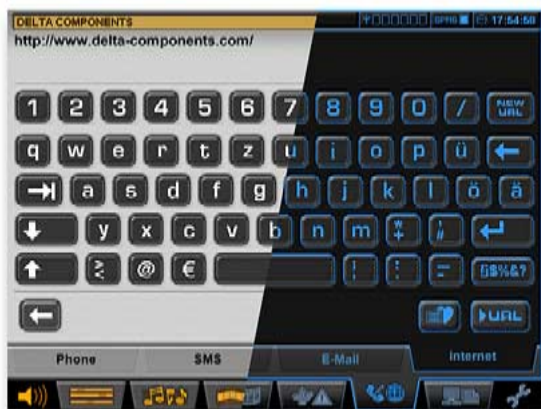 DELTA COMPONENTS GPRS 17:54:58
http://www.delta-components.com/
1 2 3 4 5 6 7 8 9 0 / NEW URL
q w e r t z u i o p ü
a s d f g h j k l ö ä
y x c v b n m * + ' #
@ € ! : - §$%&?
URL
Phone SMS E-Mail Internet